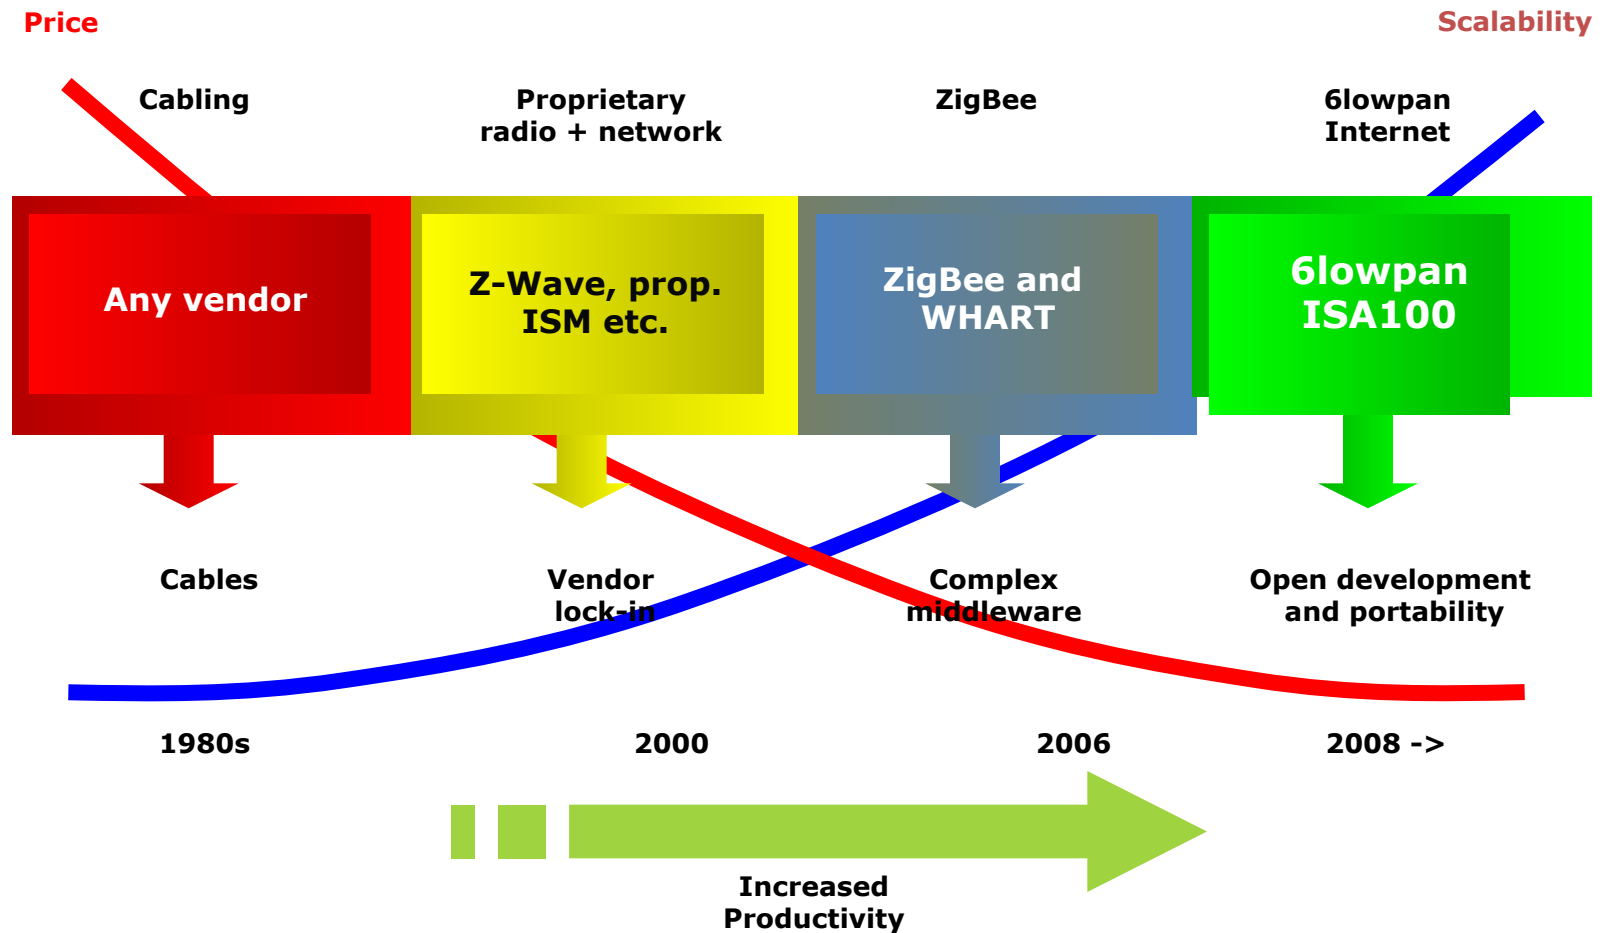 Price
Scalability
Cabling
Proprietary
radio + network
ZigBee
6lowpan
Internet
Any vendor
Z-Wave, prop.
ISM etc.
ZigBee and
WHART
6lowpan
ISA100
Cables
Vendor
lock-in
Complex
middleware
Open development
and portability
1980s
2000
2006
2008 ->
Increased
Productivity